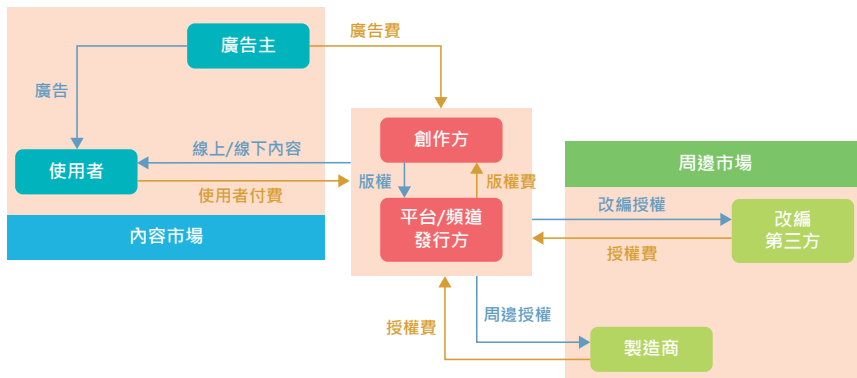 廣告主
廣告費
廣告
創作方
線上/線下內容
使用者
周邊市場
版權
版權費
使用者付費
改編授權
平台/頻道
發行方
改編
第三方
內容市場
授權費
周邊授權
授權費
製造商